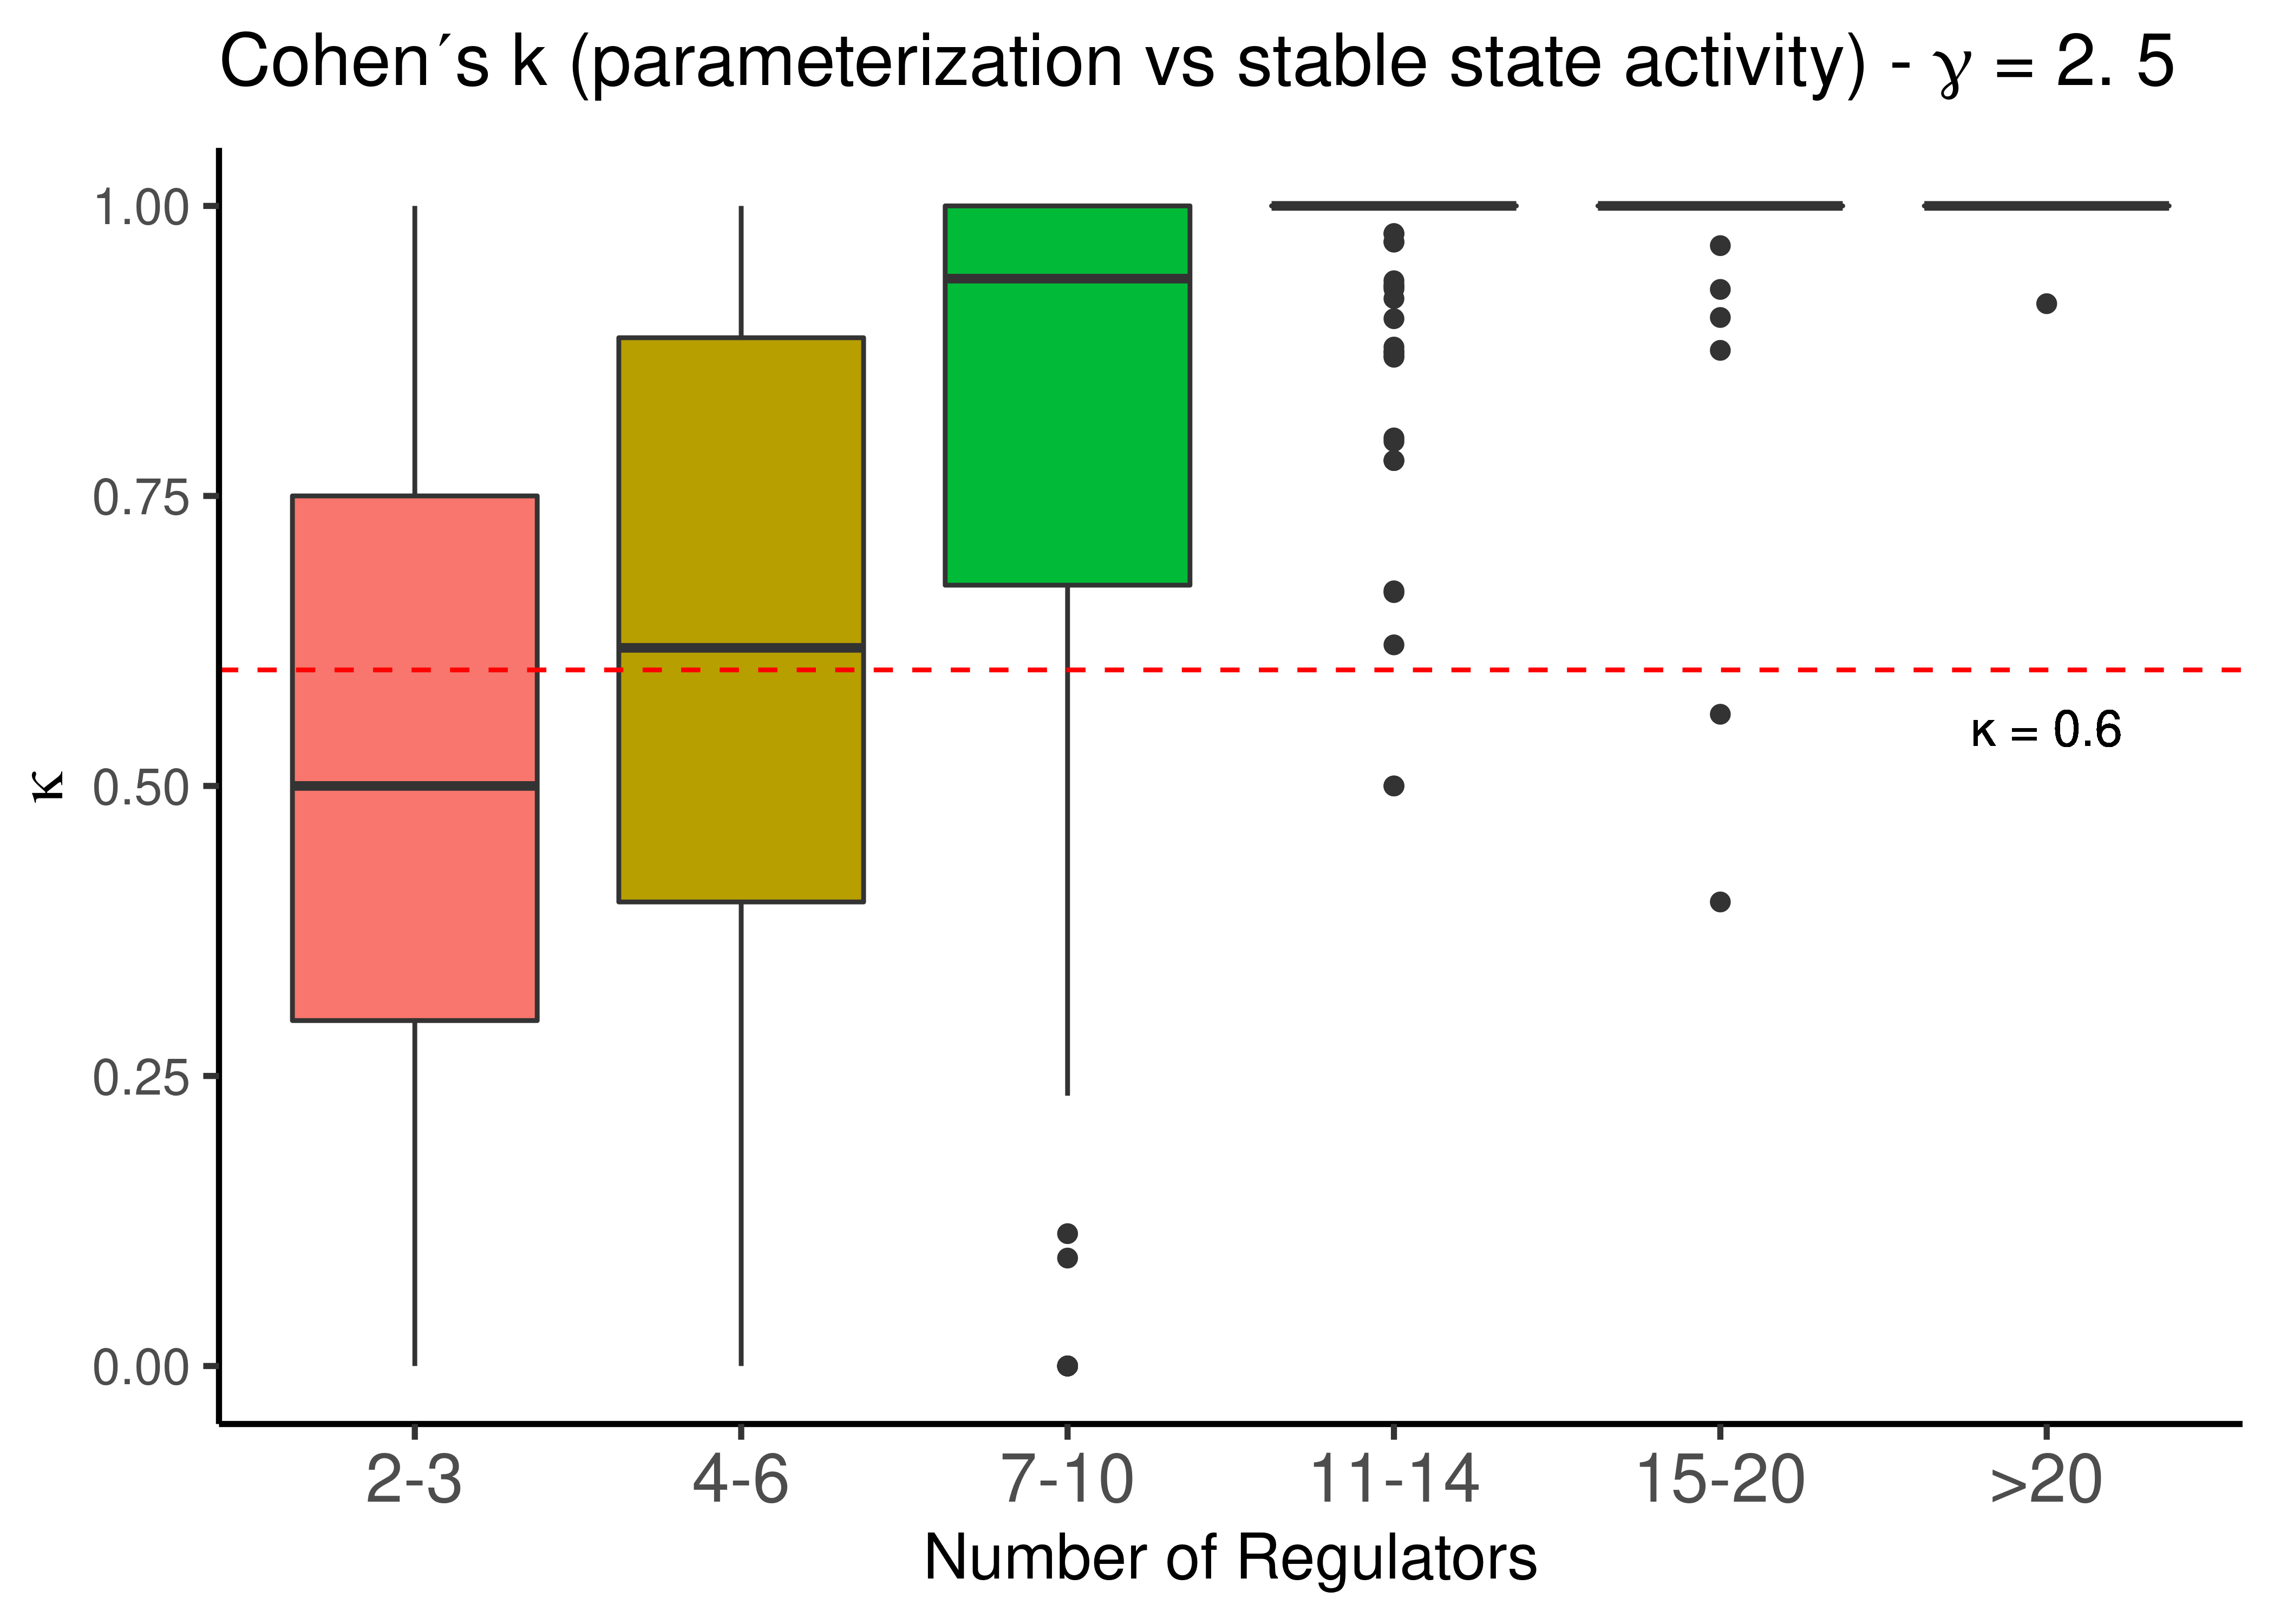 Cohen´s k (parameterization vs stable state activity) - γ = 2. 5
κ
1.00
0.75
0.50
0.25
0.00
κ = 0.6
2-3 4-6 7-10 11-14 15-20 >20
Number of Regulators